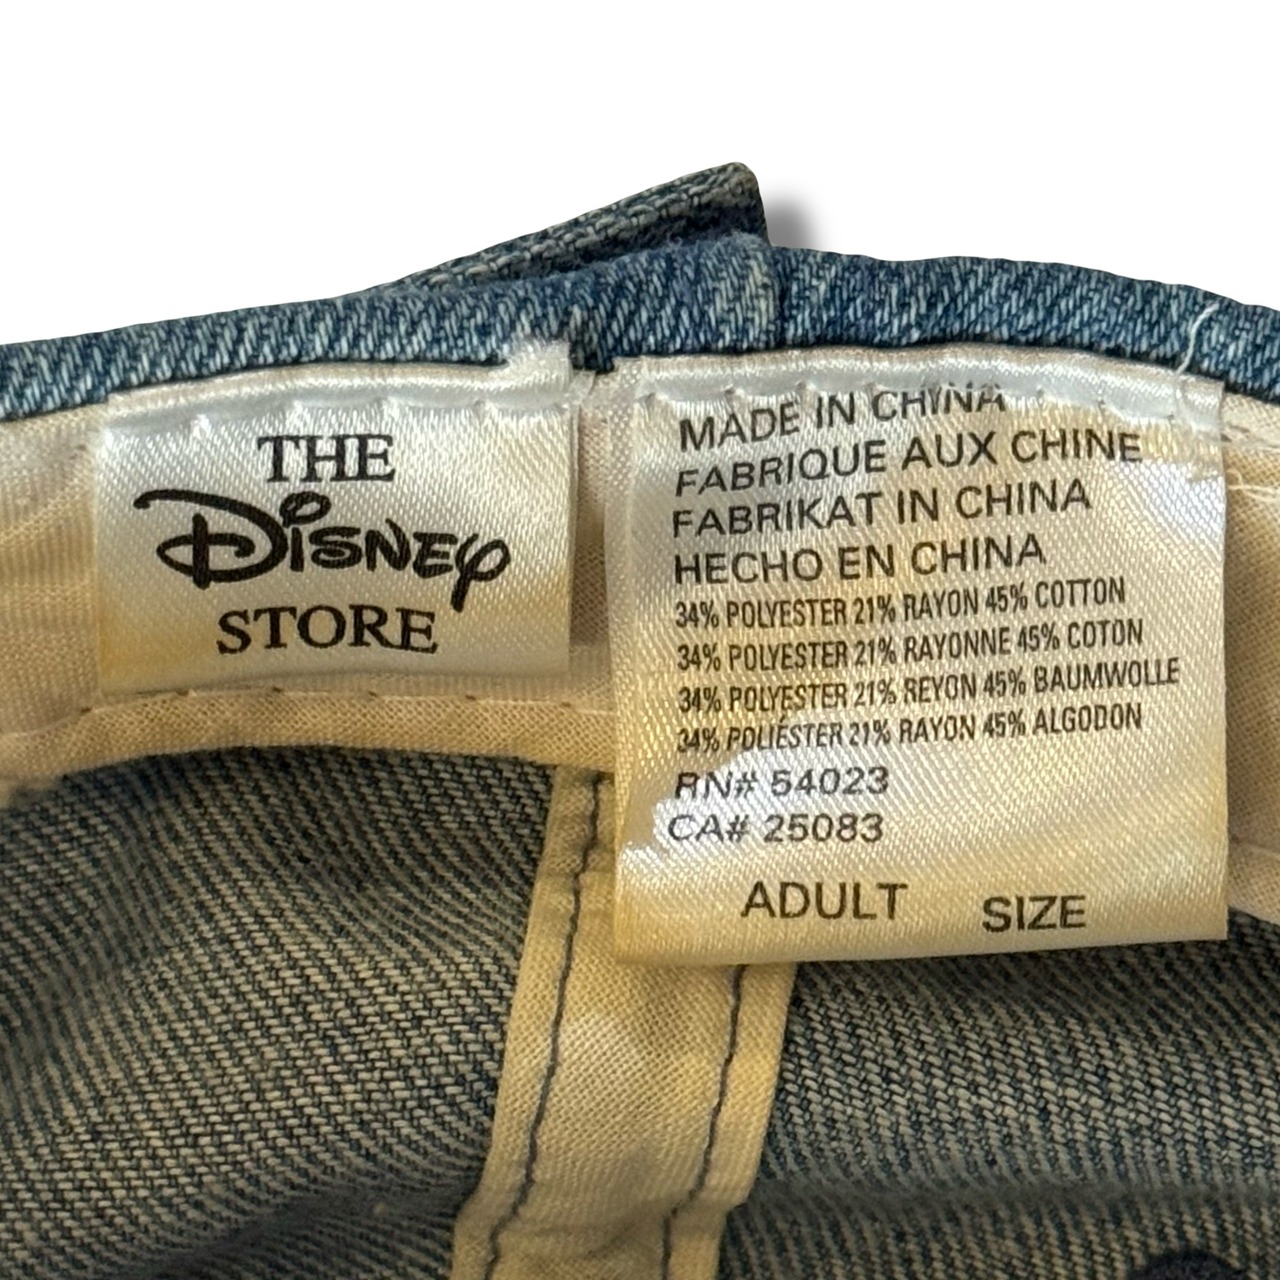 THE
Disney
STORE
MADE IN CHINA
FABRIQUE AUX CHINE
FABRIKAT IN CHINA
HECHO EN CHINA
34% POLYESTER 21% RAYON 45% COTTON
34% POLYESTER 21% RAYONNE 45% COTON
34% POLYESTER 21% REYON 45% BAUMWOLLE
34% POLIÉSTER 21% RAYON 45% ALGODON
RN# 54023
CA# 25083
ADULT SIZE